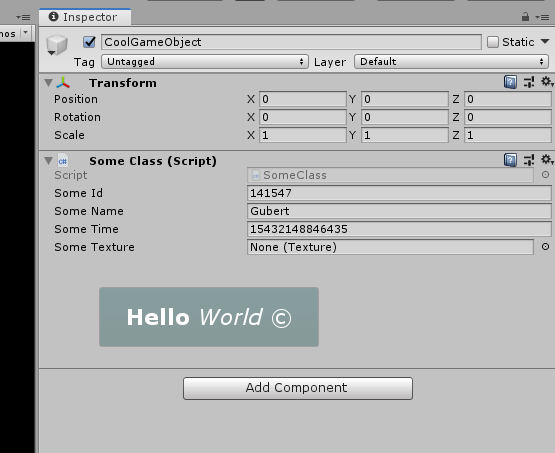 Inspector
nos
CoolGameObject Static
Tag Untagged Layer Default
Transform
Position X 0 Y 0 Z 0
Rotation X 0 Y 0 Z 0
Scale X 1 Y 1 Z 1
C# Some Class (Script)
Script SomeClass
Some Id 141547
Some Name Gubert
Some Time 15432148846435
Some Texture None (Texture)
Hello World ©
Add Component